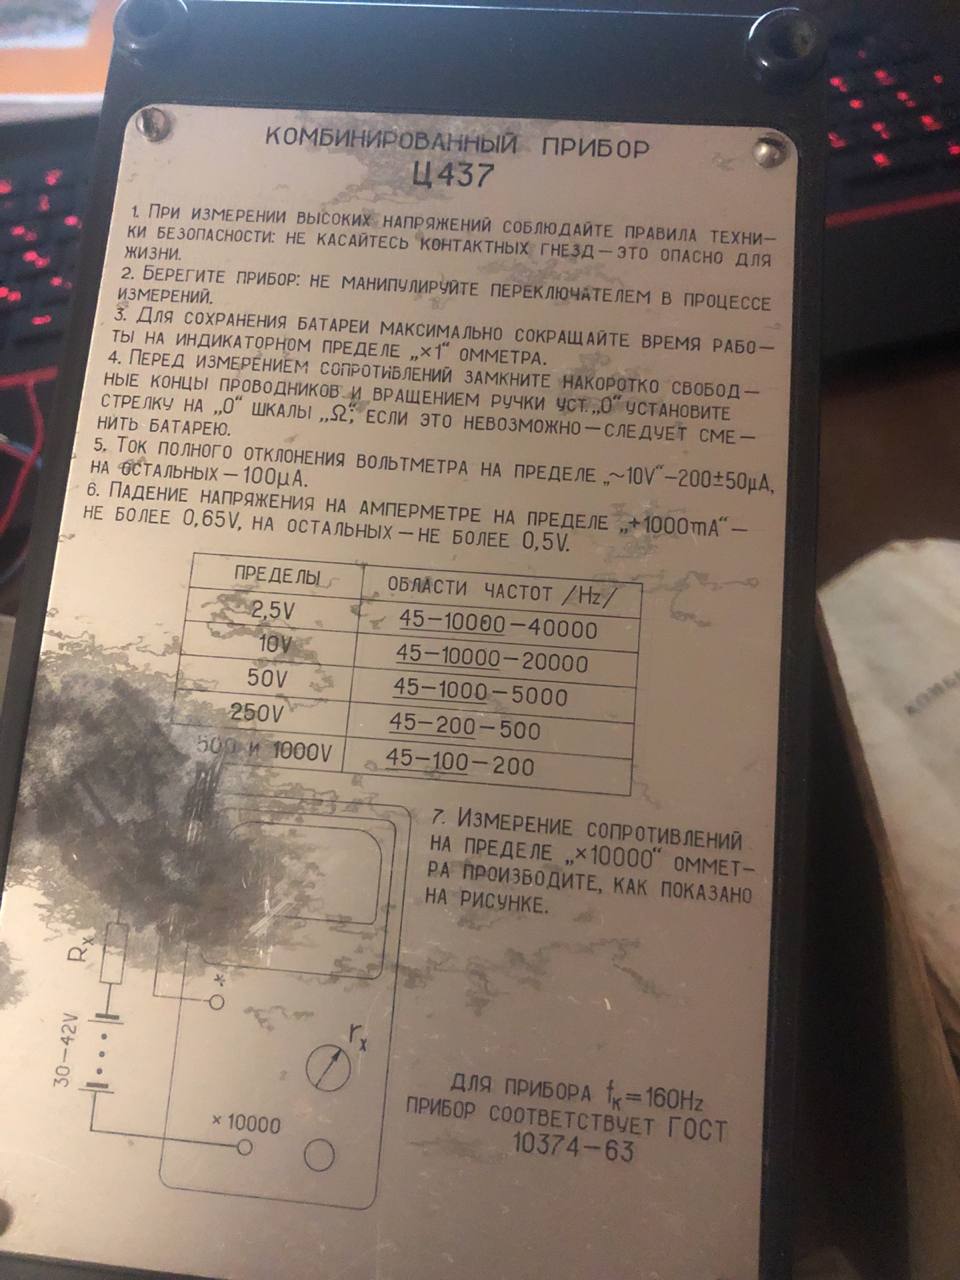 КОМБИНИРОВАННЫЙ ПРИБОР
Ц437
1. ПРИ ИЗМЕРЕНИИ ВЫСОКИХ НАПРЯЖЕНИЙ СОБЛЮДАЙТЕ ПРАВИЛА ТЕХНИ—
КИ БЕЗОПАСНОСТИ: НЕ КАСАЙТЕСЬ КОНТАКТНЫХ ГНЕЗД — ЭТО ОПАСНО ДЛЯ
ЖИЗНИ.
2. БЕРЕГИТЕ ПРИБОР: НЕ МАНИПУЛИРУЙТЕ ПЕРЕКЛЮЧАТЕЛЕМ В ПРОЦЕССЕ
ИЗМЕРЕНИЙ.
3. ДЛЯ СОХРАНЕНИЯ БАТАРЕИ МАКСИМАЛЬНО СОКРАЩАЙТЕ ВРЕМЯ РАБО—
ТЫ НА ИНДИКАТОРНОМ ПРЕДЕЛЕ „×1“ ОММЕТРА.
4. ПЕРЕД ИЗМЕРЕНИЕМ СОПРОТИВЛЕНИЙ ЗАМКНИТЕ НАКОРОТКО СВОБОД—
НЫЕ КОНЦЫ ПРОВОДНИКОВ И ВРАЩЕНИЕМ РУЧКИ УСТ. „0“ УСТАНОВИТЕ
СТРЕЛКУ НА „0“ ШКАЛЫ „Ω“; ЕСЛИ ЭТО НЕВОЗМОЖНО — СЛЕДУЕТ СМЕ—
НИТЬ БАТАРЕЮ.
5. ТОК ПОЛНОГО ОТКЛОНЕНИЯ ВОЛЬТМЕТРА НА ПРЕДЕЛЕ „~10V“—200±50μA,
НА ОСТАЛЬНЫХ — 100μA.
6. ПАДЕНИЕ НАПРЯЖЕНИЯ НА АМПЕРМЕТРЕ НА ПРЕДЕЛЕ „+1000mA“—
НЕ БОЛЕЕ 0,65V, НА ОСТАЛЬНЫХ — НЕ БОЛЕЕ 0,5V.
ПРЕДЕЛЫ ОБЛАСТИ ЧАСТОТ /Hz/
2,5V 45—10000—40000
10V 45—10000—20000
50V 45—1000—5000
250V 45—200—500
500 И 1000V 45—100—200
7. ИЗМЕРЕНИЕ СОПРОТИВЛЕНИЙ
НА ПРЕДЕЛЕ „×10000“ ОММЕТ—
РА ПРОИЗВОДИТЕ, КАК ПОКАЗАНО
НА РИСУНКЕ.
Rx
*
30—42V
rx
×10000
ДЛЯ ПРИБОРА fк=160Hz
ПРИБОР СООТВЕТСТВУЕТ ГОСТ
10374—63